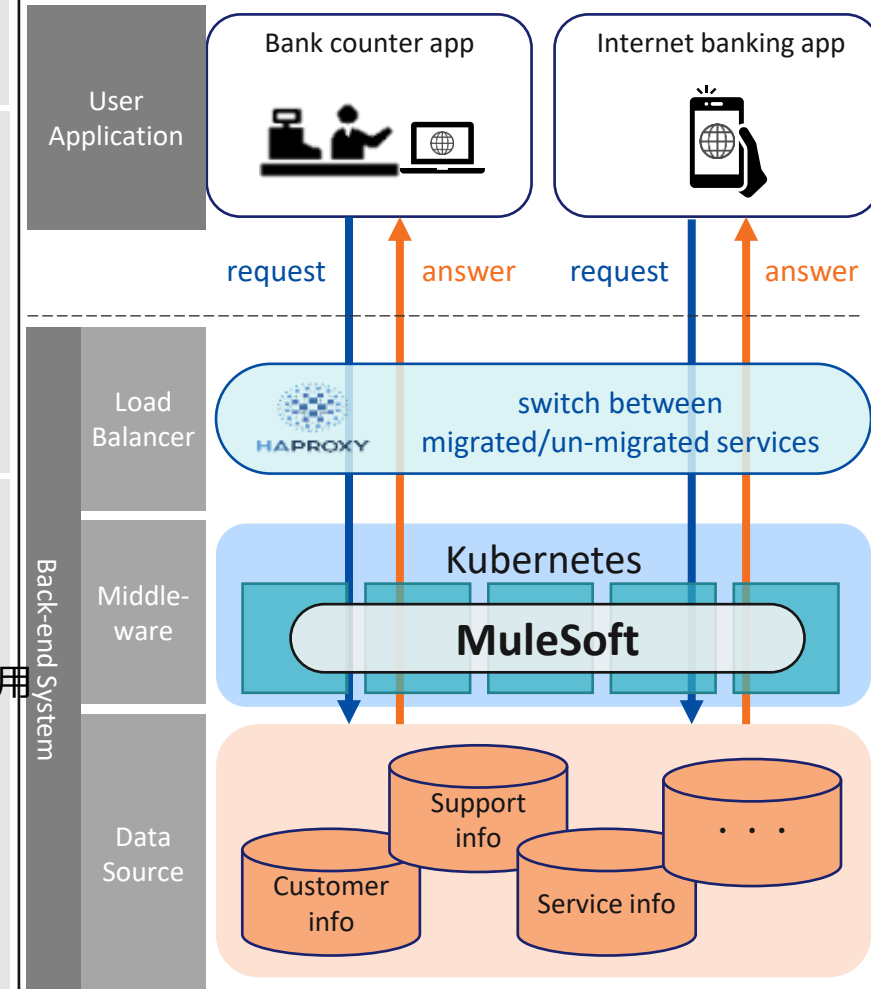 User
Application
Bank counter app
Internet banking app
request
answer
request
answer
Back-end System
Load
Balancer
HAPROXY
switch between
migrated/un-migrated services
Middle-
ware
Kubernetes
MuleSoft
用
Data
Source
Support
info
・・・
Customer
info
Service info